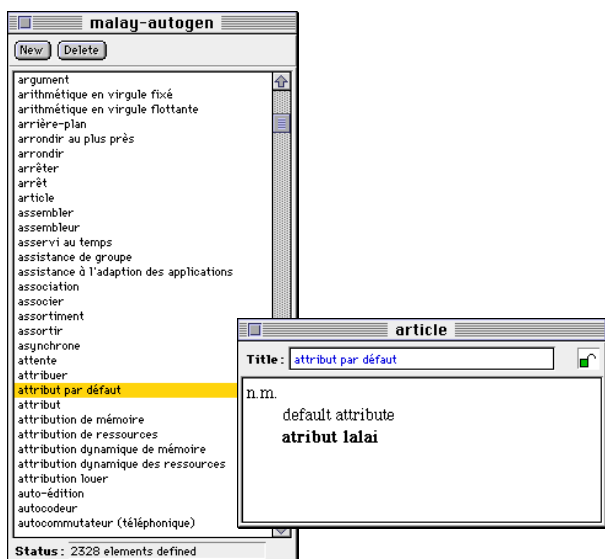 malay-autogen
New Delete
argument
arithmétique en virgule fixé
arithmétique en virgule flottante
arrière-plan
arrondir au plus près
arrondir
arrêter
arrêt
article
assembler
assembleur
asservi au temps
assistance de groupe
assistance à l'adaption des applications
association
associer
assortiment
assortir
asynchrone
attente
attribuer
attribut par défaut
attribut
attribution de mémoire
attribution de ressources
attribution dynamique de mémoire
attribution dynamique des ressources
attribution louer
auto-édition
autocodeur
autocommutateur (téléphonique)
Status : 2328 elements defined
article
Title : attribut par défaut
n.m.
default attribute
atribut lalai